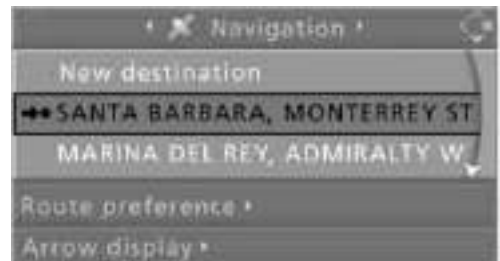 Navigation
New destination
SANTA BARBARA, MONTERREY ST
MARINA DEL REY, ADMIRALTY W
Route preference
Arrow display